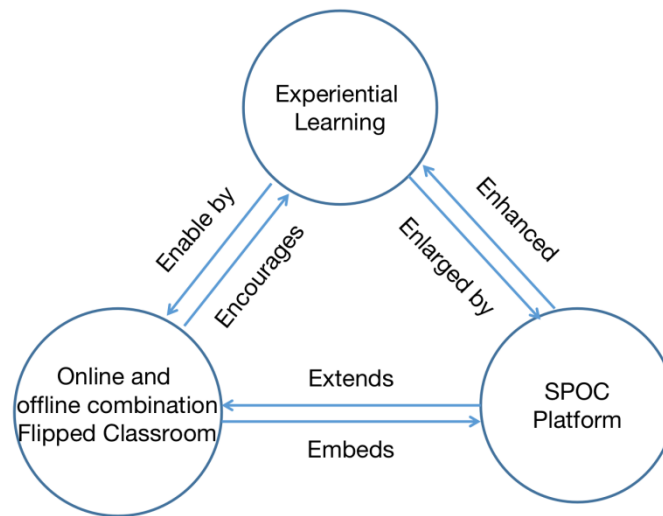 Experiential
Learning
Enable by
Encourages
Enhanced
Enlarged by
Online and
offline combination
Flipped Classroom
Extends
Embeds
SPOC
Platform